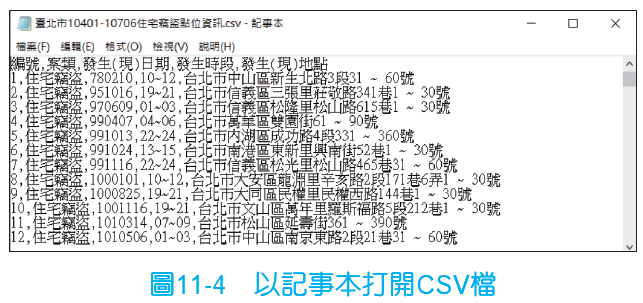 臺北市10401-10706住宅竊盜點位資訊.csv - 記事本
檔案(F) 編輯(E) 格式(O) 檢視(V) 說明(H)
編號,案類,發生(現)日期,發生時段,發生(現)地點
1,住宅竊盜,780210,10~12,台北市中山區新生北路3段31 ~ 60號
2,住宅竊盜,951016,19~21,台北市信義區三張里莊敬路341巷1 ~ 30號
3,住宅竊盜,970609,01~03,台北市信義區松隆里松山路615巷1 ~ 30號
4,住宅竊盜,990407,04~06,台北市萬華區雙園街61 ~ 90號
5,住宅竊盜,991013,22~24,台北市內湖區成功路4段331 ~ 360號
6,住宅竊盜,991024,13~15,台北市南港區東新里興南街52巷1 ~ 30號
7,住宅竊盜,991116,22~24,台北市信義區松光里松山路465巷31 ~ 60號
8,住宅竊盜,1000101,10~12,台北市大安區龍淵里辛亥路2段171巷6弄1 ~ 30號
9,住宅竊盜,1000825,19~21,台北市大同區民權里民權西路144巷1 ~ 30號
10,住宅竊盜,1001116,19~21,台北市文山區萬年里羅斯福路5段212巷1 ~ 30號
11,住宅竊盜,1010314,07~09,台北市松山區延壽街361 ~ 390號
12,住宅竊盜,1010506,01~03,台北市中山區南京東路2段21巷31 ~ 60號
圖11-4 以記事本打開CSV檔